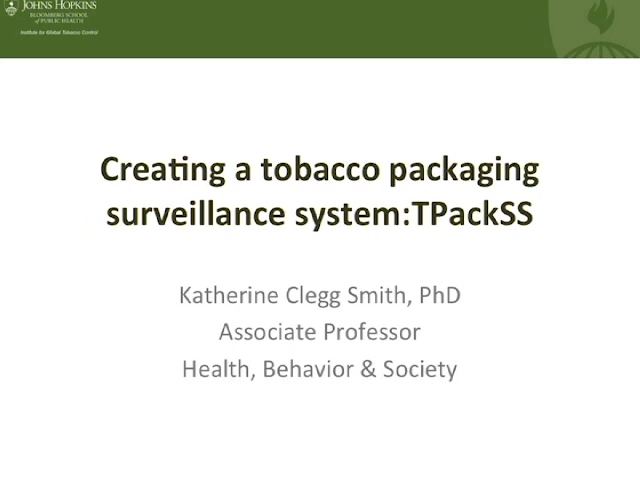 JOHNS HOPKINS
BLOOMBERG SCHOOL
of PUBLIC HEALTH
Institute for Global Tobacco Control
Creating a tobacco packaging
surveillance system:TPackSS
Katherine Clegg Smith, PhD
Associate Professor
Health, Behavior & Society